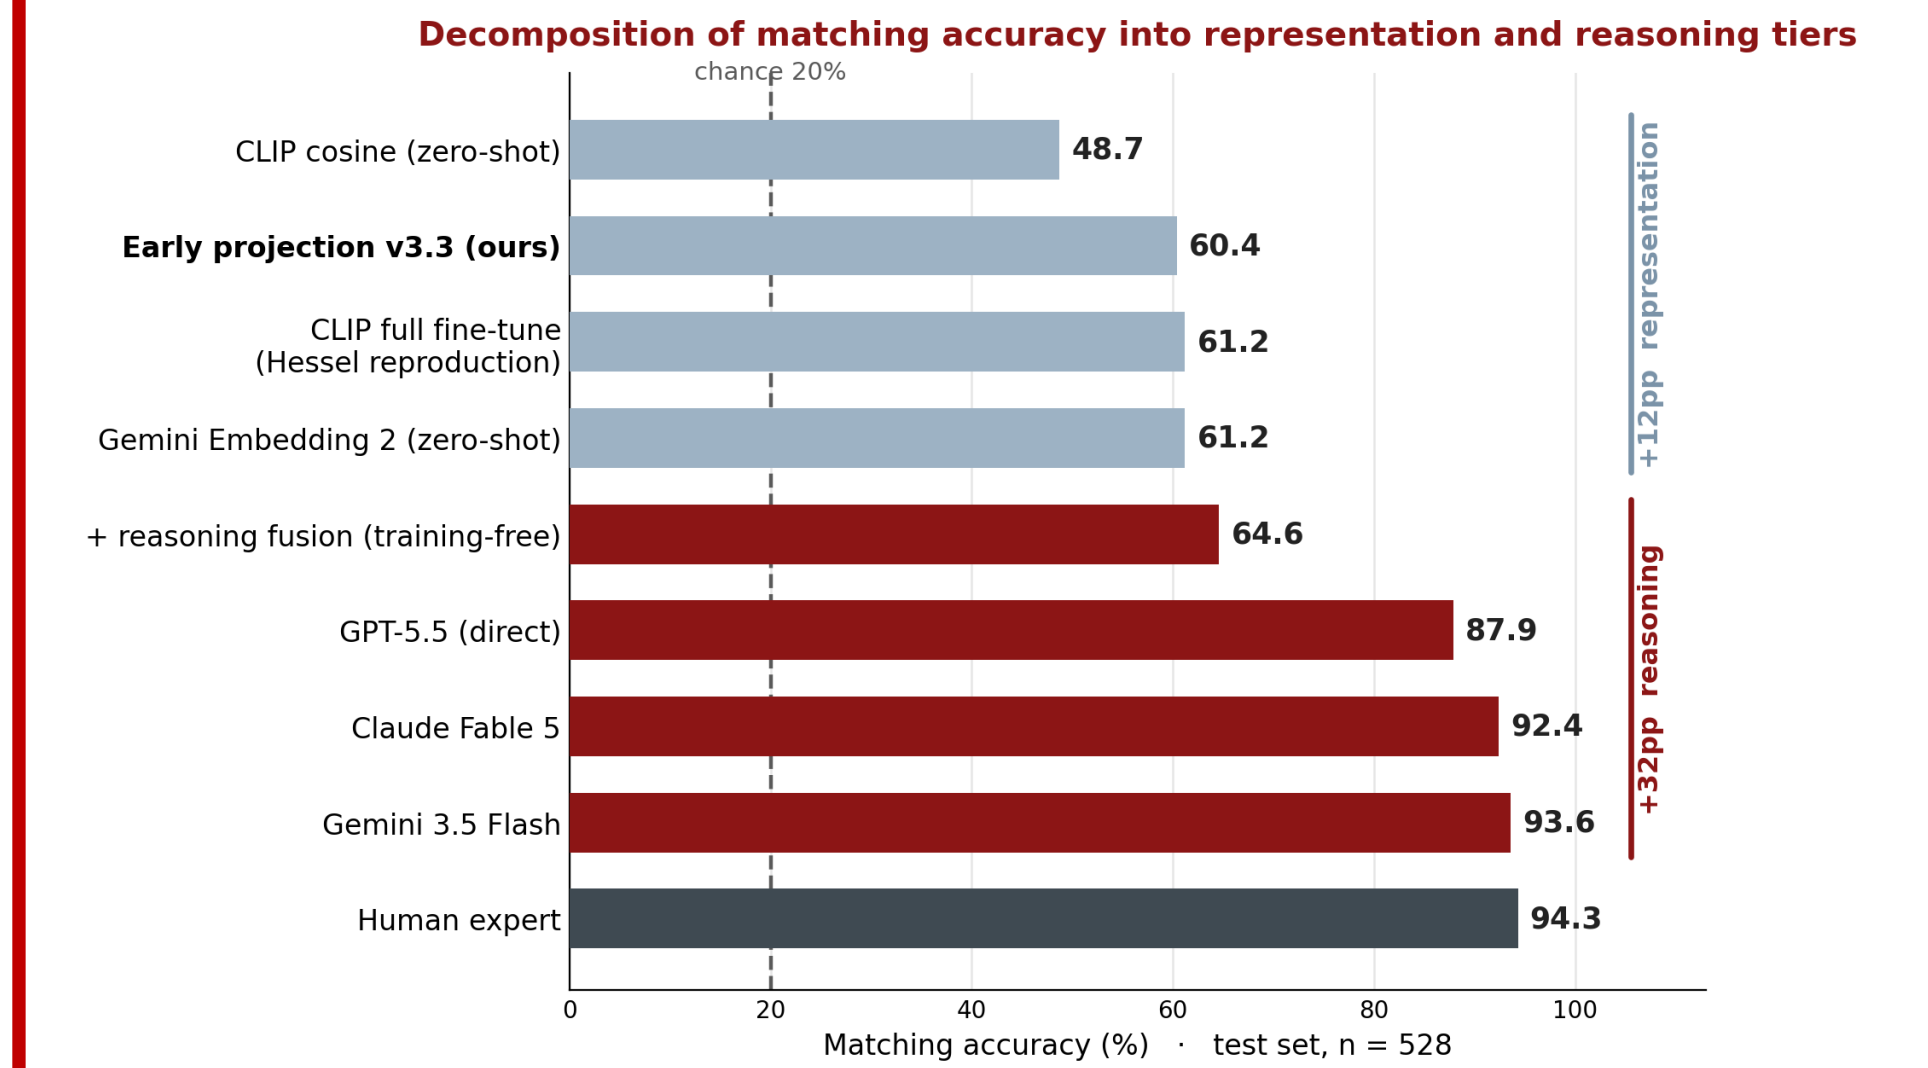 Decomposition of matching accuracy into representation and reasoning tiers
chance 20%
CLIP cosine (zero-shot)
48.7
Early projection v3.3 (ours)
60.4
CLIP full fine-tune
(Hessel reproduction)
61.2
Gemini Embedding 2 (zero-shot)
61.2
+ reasoning fusion (training-free)
64.6
GPT-5.5 (direct)
87.9
Claude Fable 5
92.4
Gemini 3.5 Flash
93.6
Human expert
94.3
+12pp representation
+32pp reasoning
0 20 40 60 80 100
Matching accuracy (%) · test set, n = 528